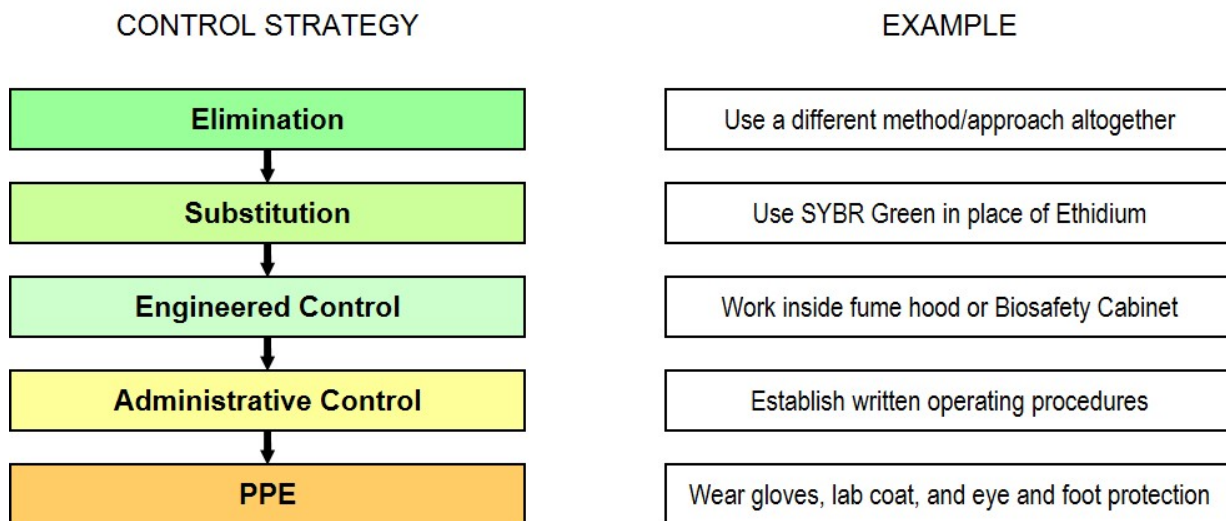 CONTROL STRATEGY
EXAMPLE
Elimination
Use a different method/approach altogether
Substitution
Use SYBR Green in place of Ethidium
Engineered Control
Work inside fume hood or Biosafety Cabinet
Administrative Control
Establish written operating procedures
PPE
Wear gloves, lab coat, and eye and foot protection